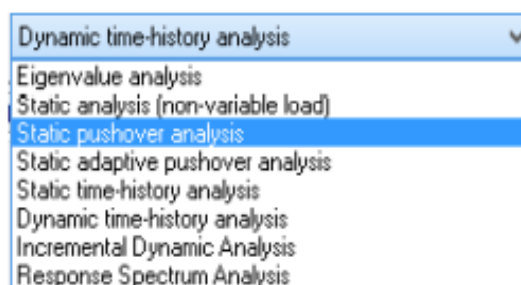 Dynamic time-history analysis
Eigenvalue analysis
Static analysis (non-variable load)
Static pushover analysis
Static adaptive pushover analysis
Static time-history analysis
Dynamic time-history analysis
Incremental Dynamic Analysis
Response Spectrum Analysis